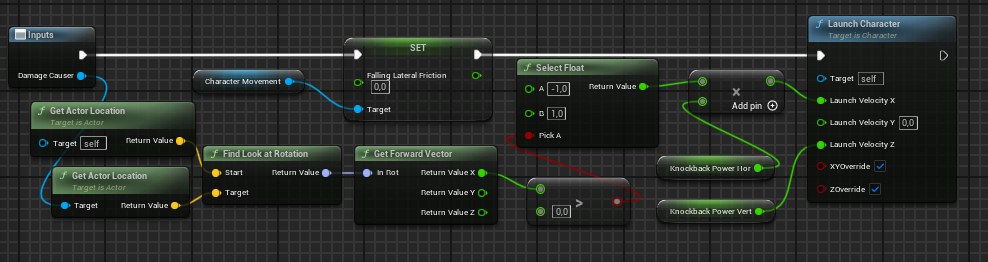 Inputs
Damage Causer
f Get Actor Location
Target is Actor
Target self
Return Value
f Get Actor Location
Target is Actor
Target
Return Value
Character Movement
f Find Look at Rotation
Start
Return Value
Target
SET
Falling Lateral Friction
0,0
Target
f Get Forward Vector
In Rot
Return Value X
Return Value Y
Return Value Z
f Select Float
A -1,0
Return Value
B 1,0
Pick A
0,0
>
×
Add pin
Knockback Power Hor
Knockback Power Vert
f Launch Character
Target is Character
Target self
Launch Velocity X
Launch Velocity Y 0,0
Launch Velocity Z
XYOverride
ZOverride